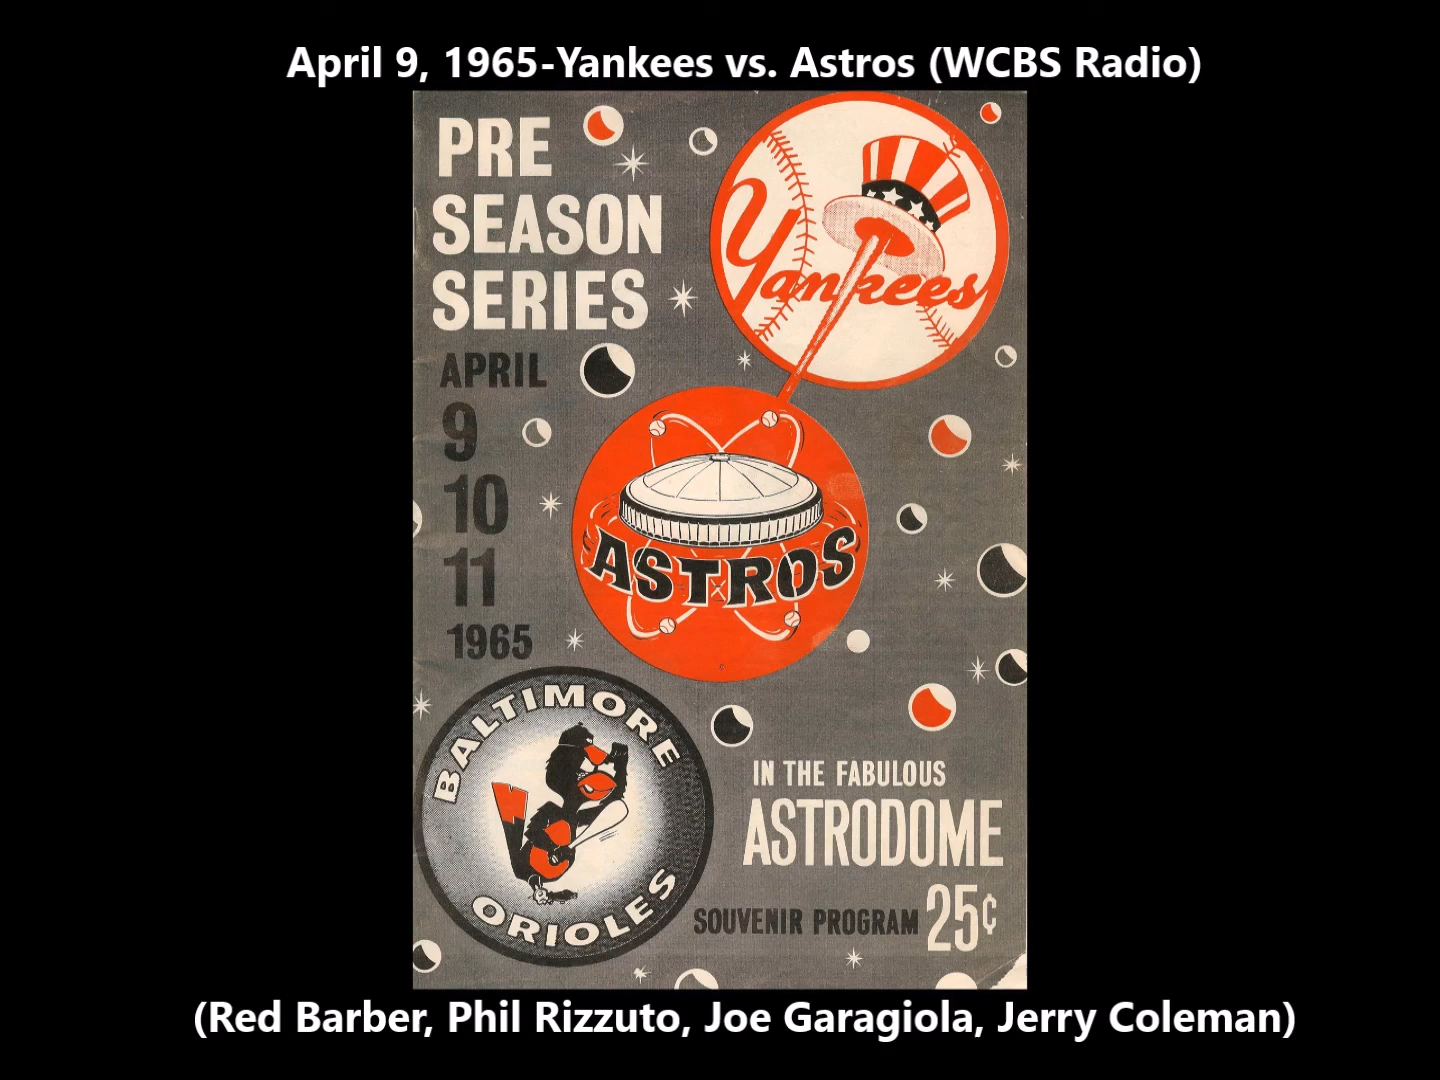 April 9, 1965-Yankees vs. Astros (WCBS Radio)
PRE
SEASON
SERIES
Yankees
APRIL
9
10
11
1965
ASTROS
BALTIMORE
ORIOLES
IN THE FABULOUS
ASTRODOME
SOUVENIR PROGRAM 25¢
(Red Barber, Phil Rizzuto, Joe Garagiola, Jerry Coleman)